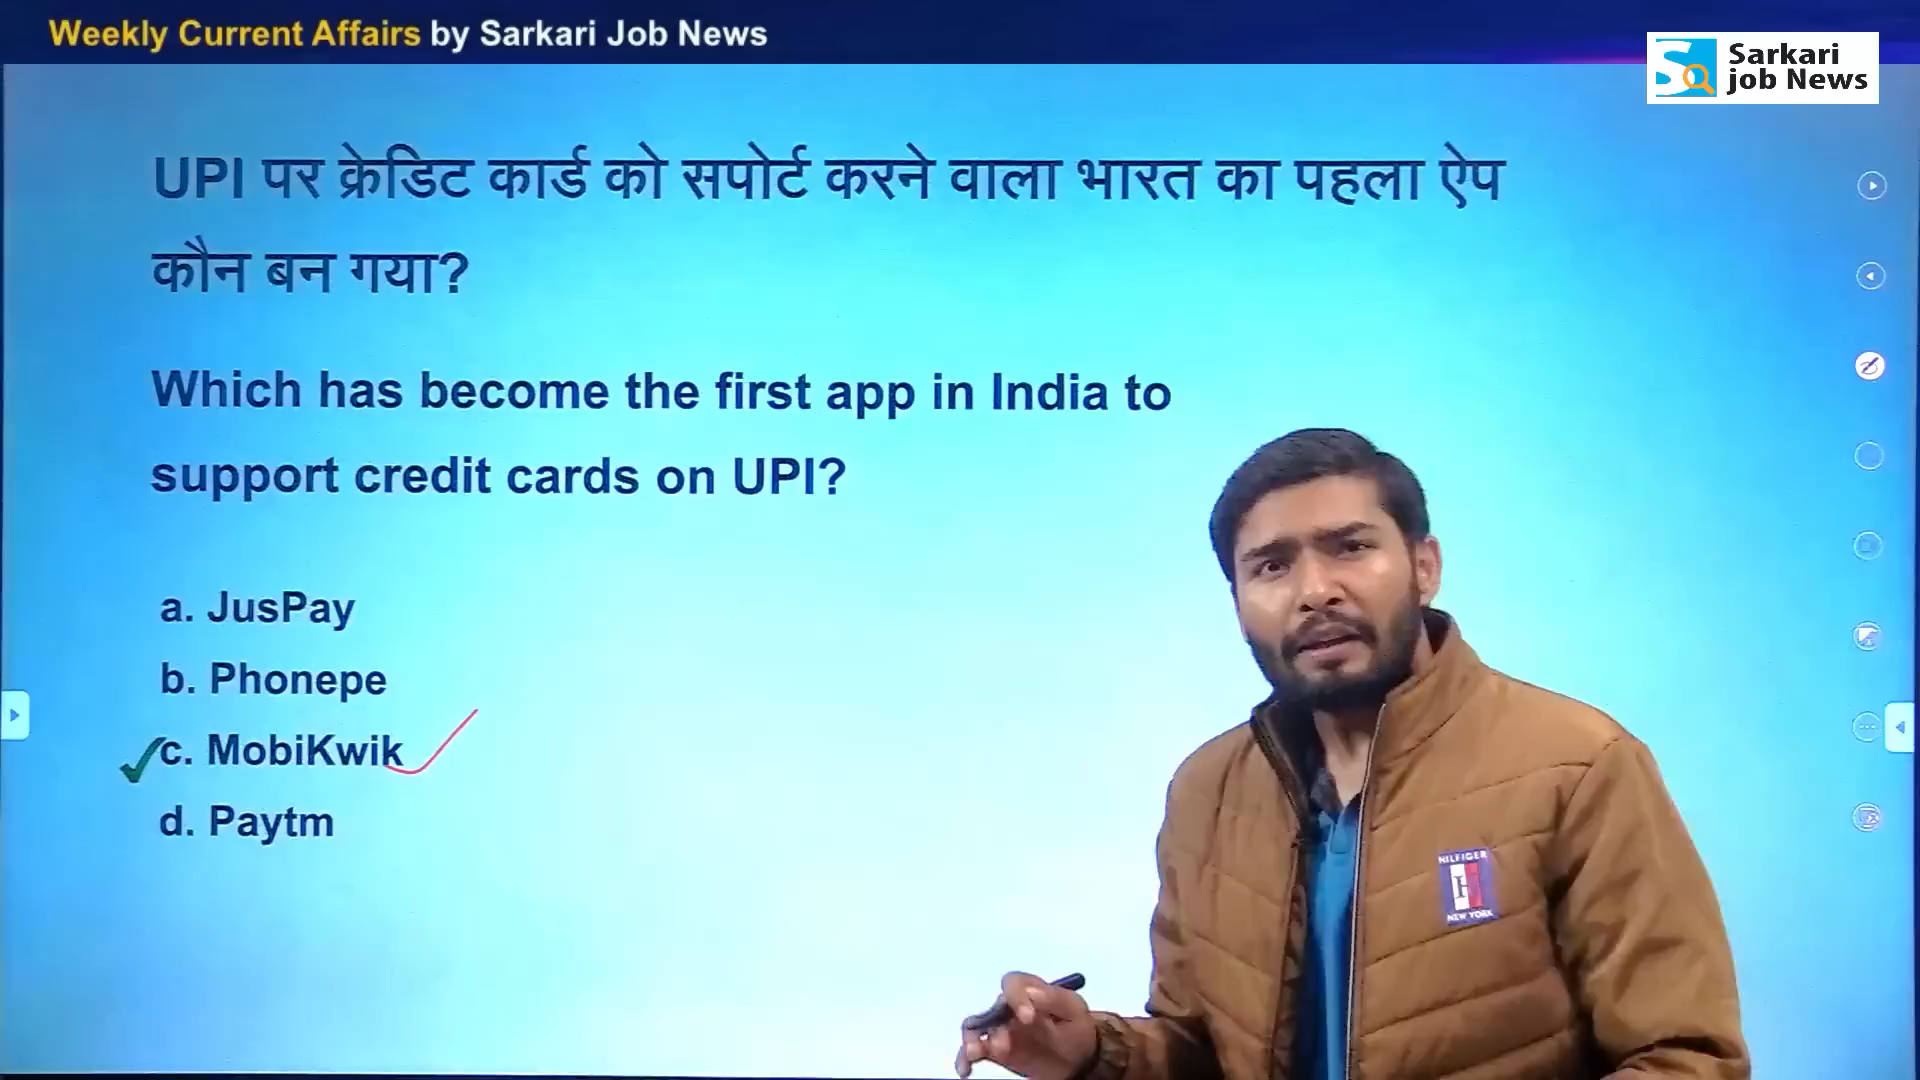 Weekly Current Affairs by Sarkari Job News
Sarkari
job News
UPI पर क्रेडिट कार्ड को सपोर्ट करने वाला भारत का पहला ऐप
कौन बन गया?
Which has become the first app in India to
support credit cards on UPI?
a. JusPay
b. Phonepe
c. MobiKwik
d. Paytm
HILFIGER
NEW YORK